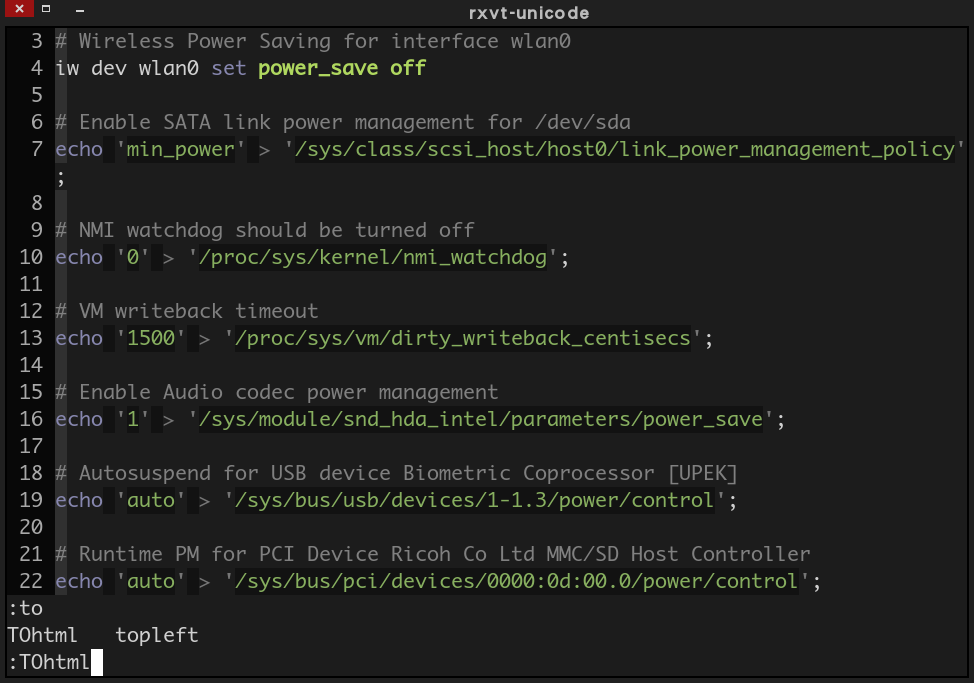 rxvt-unicode
3 # Wireless Power Saving for interface wlan0
4 iw dev wlan0 set power_save off
5
6 # Enable SATA link power management for /dev/sda
7 echo 'min_power' > '/sys/class/scsi_host/host0/link_power_management_policy'
;
8
9 # NMI watchdog should be turned off
10 echo '0' > '/proc/sys/kernel/nmi_watchdog';
11
12 # VM writeback timeout
13 echo '1500' > '/proc/sys/vm/dirty_writeback_centisecs';
14
15 # Enable Audio codec power management
16 echo '1' > '/sys/module/snd_hda_intel/parameters/power_save';
17
18 # Autosuspend for USB device Biometric Coprocessor [UPEK]
19 echo 'auto' > '/sys/bus/usb/devices/1-1.3/power/control';
20
21 # Runtime PM for PCI Device Ricoh Co Ltd MMC/SD Host Controller
22 echo 'auto' > '/sys/bus/pci/devices/0000:0d:00.0/power/control';
:to
TOhtml topleft
:TOhtml